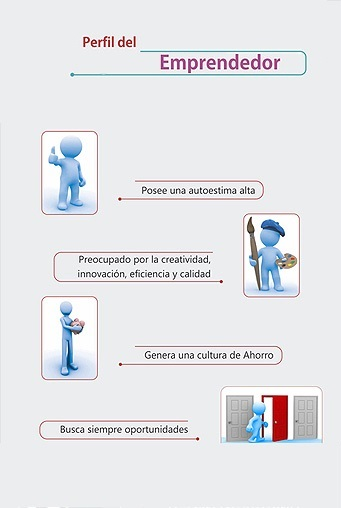 Perfil del
Emprendedor
Posee una autoestima alta
Preocupado por la creatividad,
innovación, eficiencia y calidad
Genera una cultura de Ahorro
Busca siempre oportunidades